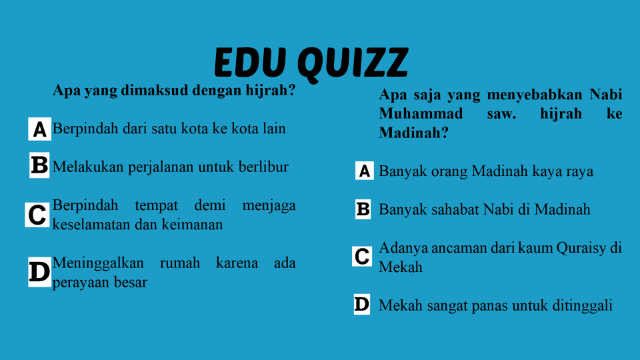 EDU QUIZZ
Apa yang dimaksud dengan hijrah?
A Berpindah dari satu kota ke kota lain
B Melakukan perjalanan untuk berlibur
C Berpindah tempat demi menjaga
keselamatan dan keimanan
D Meninggalkan rumah karena ada
perayaan besar
Apa saja yang menyebabkan Nabi
Muhammad saw. hijrah ke
Madinah?
A Banyak orang Madinah kaya raya
B Banyak sahabat Nabi di Madinah
C Adanya ancaman dari kaum Quraisy di
Mekah
D Mekah sangat panas untuk ditinggali